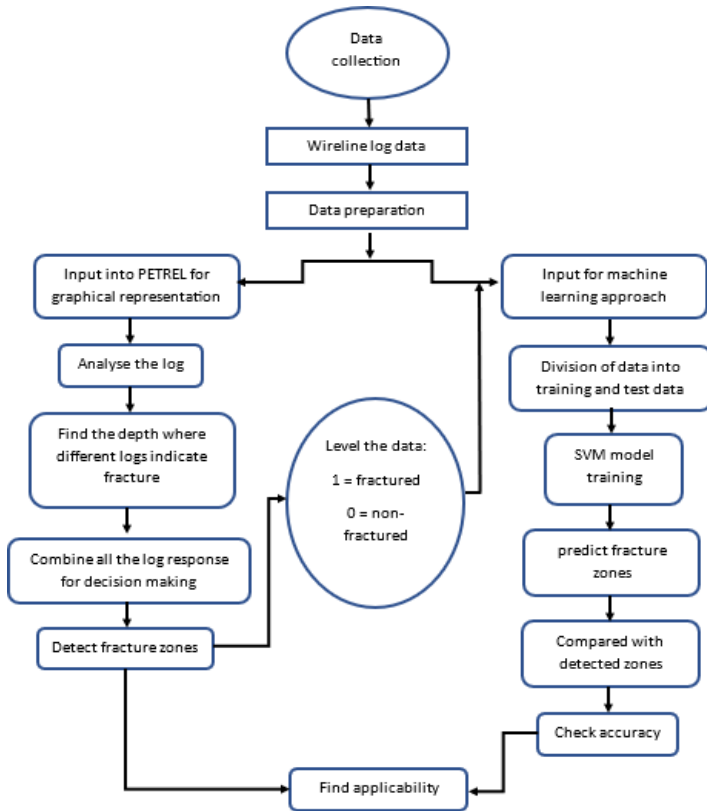 Data
collection
Wireline log data
Data preparation
Input into PETREL for
graphical representation
Analyse the log
Find the depth where
different logs indicate
fracture
Combine all the log response
for decision making
Detect fracture zones
Level the data:
1 = fractured
0 = non-
fractured
Input for machine
learning approach
Division of data into
training and test data
SVM model
training
predict fracture
zones
Compared with
detected zones
Check accuracy
Find applicability